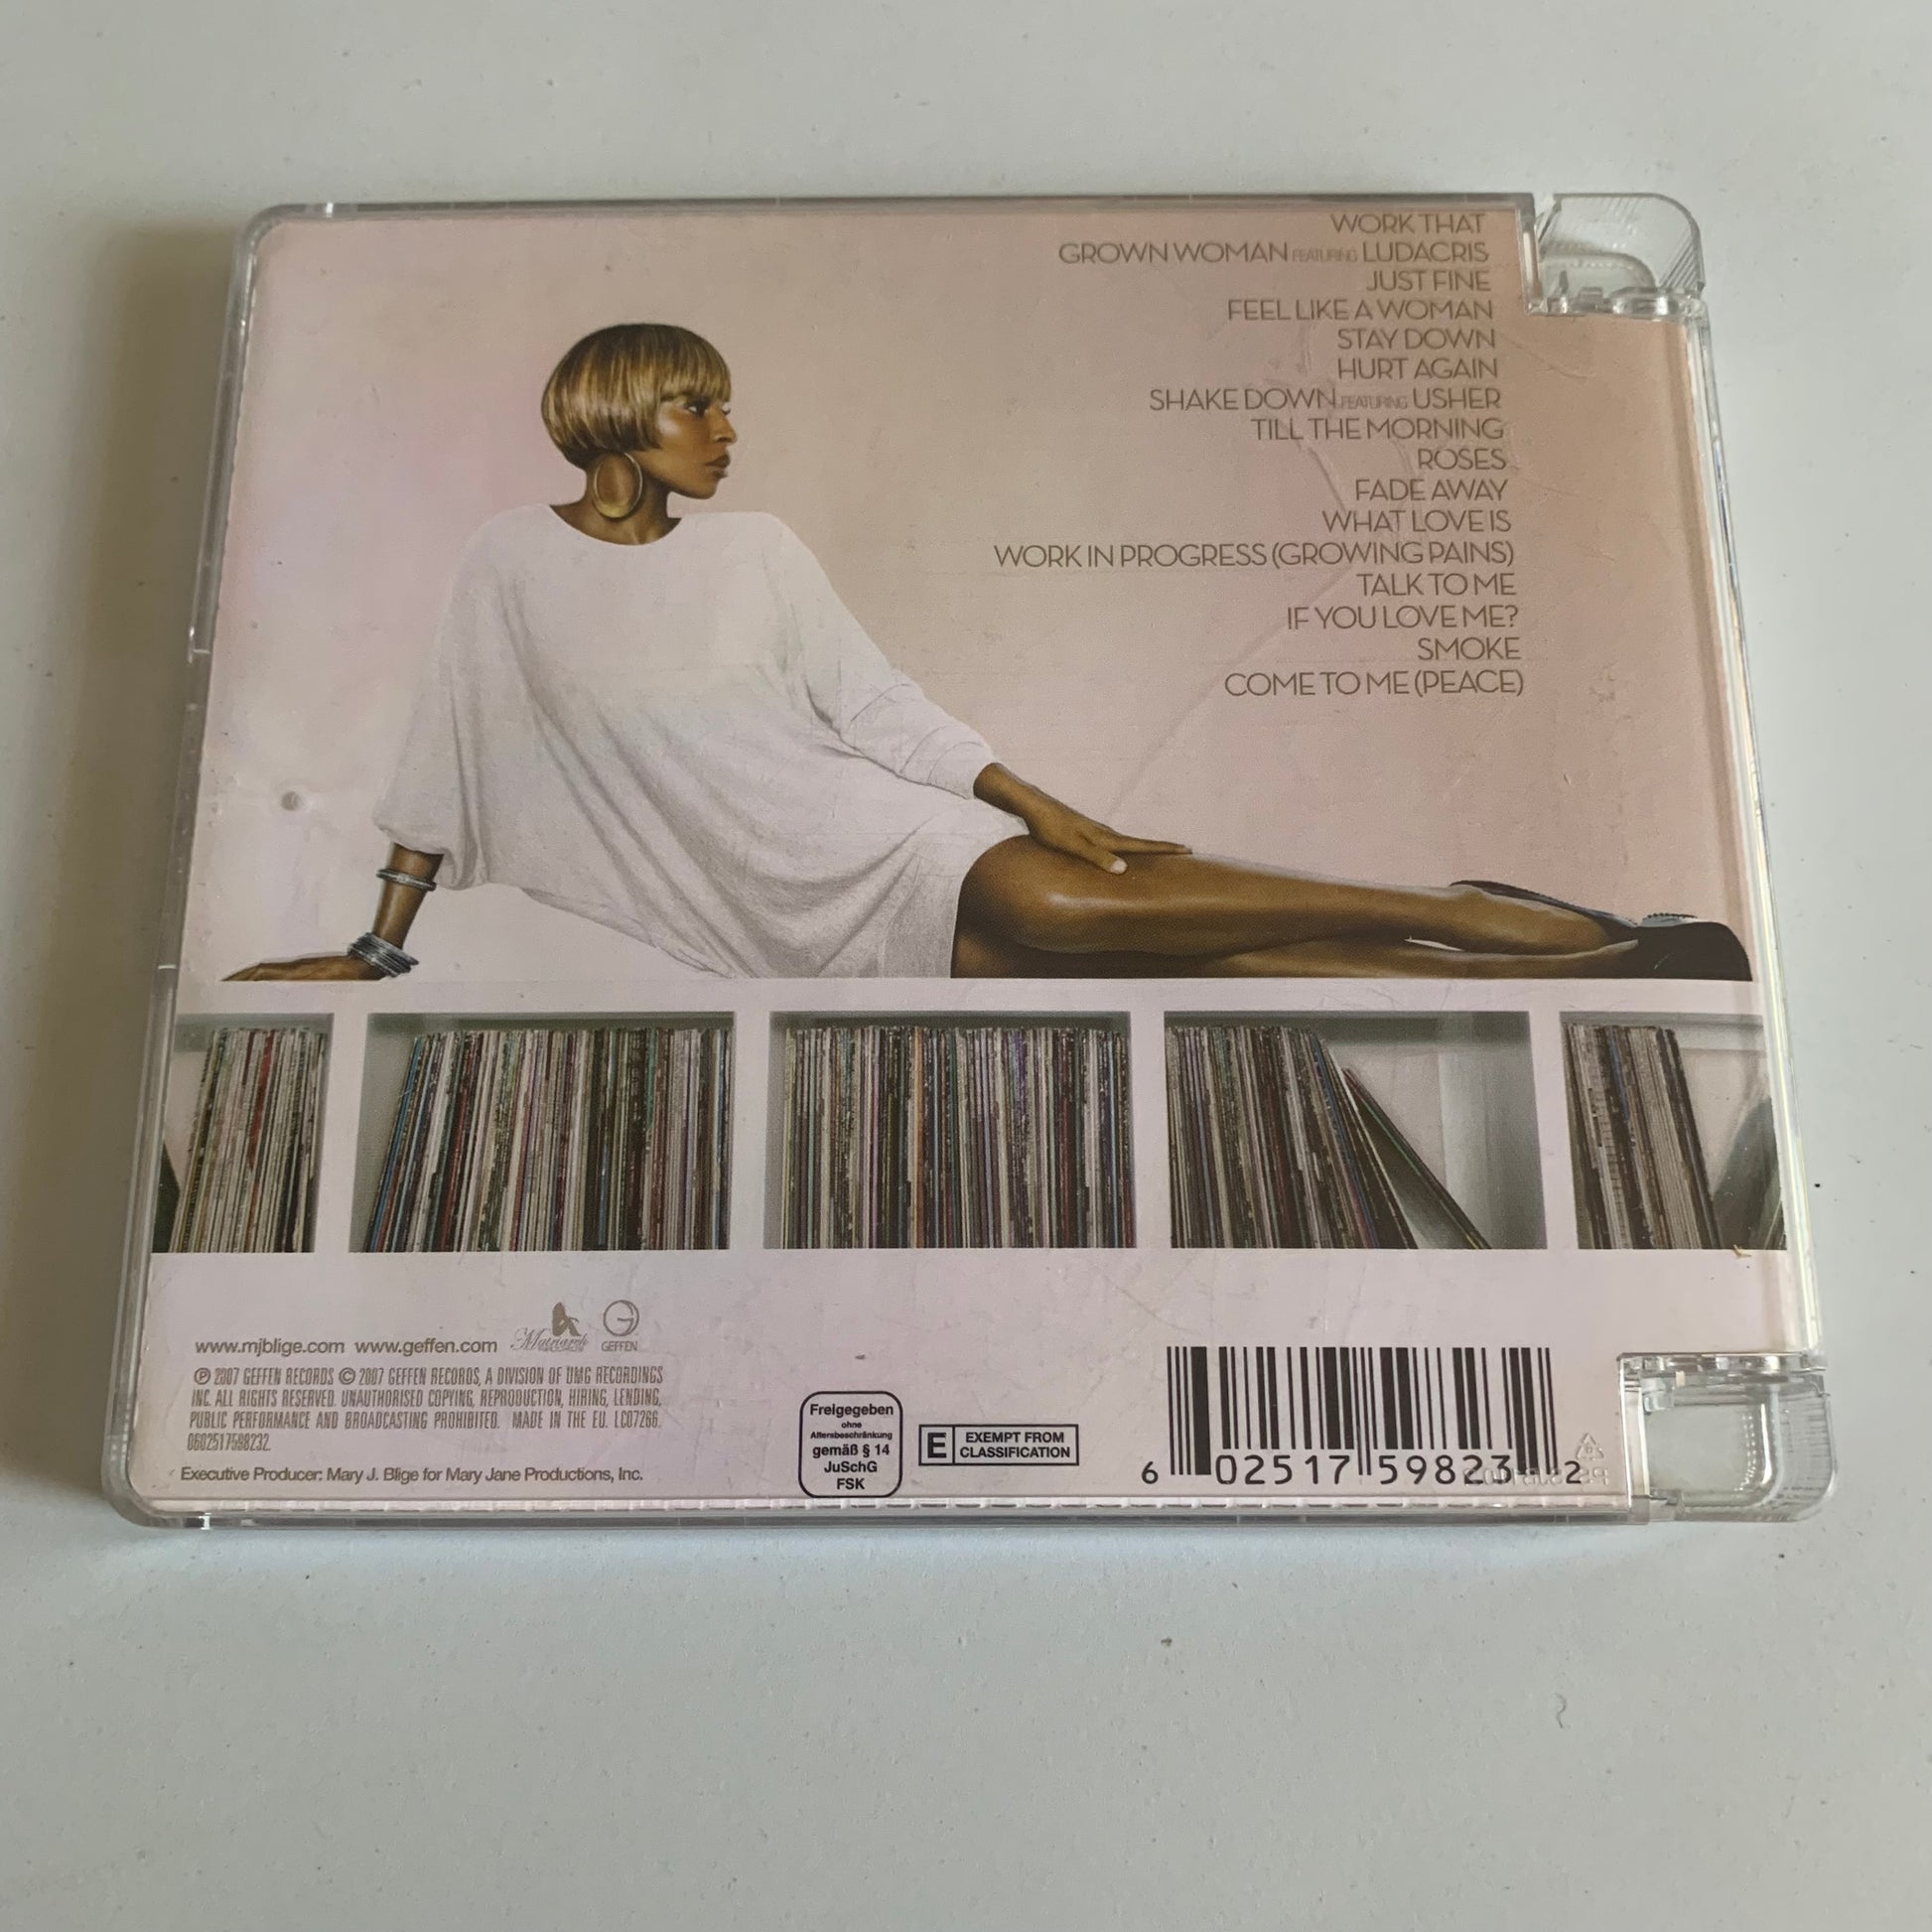 WORK THAT
GROWN WOMAN FEATURING LUDACRIS
JUST FINE
FEEL LIKE A WOMAN
STAY DOWN
HURT AGAIN
SHAKE DOWN FEATURING USHER
TILL THE MORNING
ROSES
FADE AWAY
WHAT LOVE IS
WORK IN PROGRESS (GROWING PAINS)
TALK TO ME
IF YOU LOVE ME?
SMOKE
COME TO ME (PEACE)
www.mjblige.com www.geffen.com Matriarch GEFFEN
℗ 2007 GEFFEN RECORDS © 2007 GEFFEN RECORDS, A DIVISION OF UMG RECORDINGS
INC. ALL RIGHTS RESERVED. UNAUTHORISED COPYING, REPRODUCTION, HIRING, LENDING,
PUBLIC PERFORMANCE AND BROADCASTING PROHIBITED. MADE IN THE EU. LC07266.
0602517598232.
Executive Producer: Mary J. Blige for Mary Jane Productions, Inc.
Freigegeben
ohne
Altersbeschränkung
gemäß § 14
JuSchG
FSK
E EXEMPT FROM
CLASSIFICATION
6 02517 59823 2